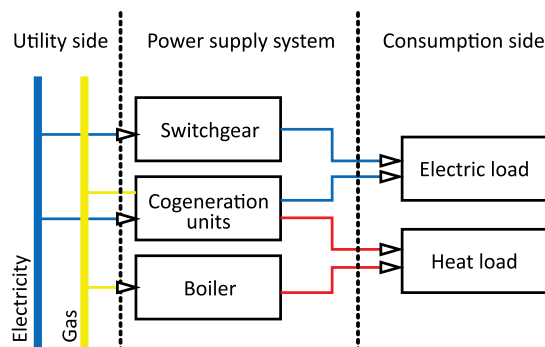 Utility side
Power supply system
Consumption side
Switchgear
Electric load
Cogeneration
units
Heat load
Boiler
Electricity
Gas